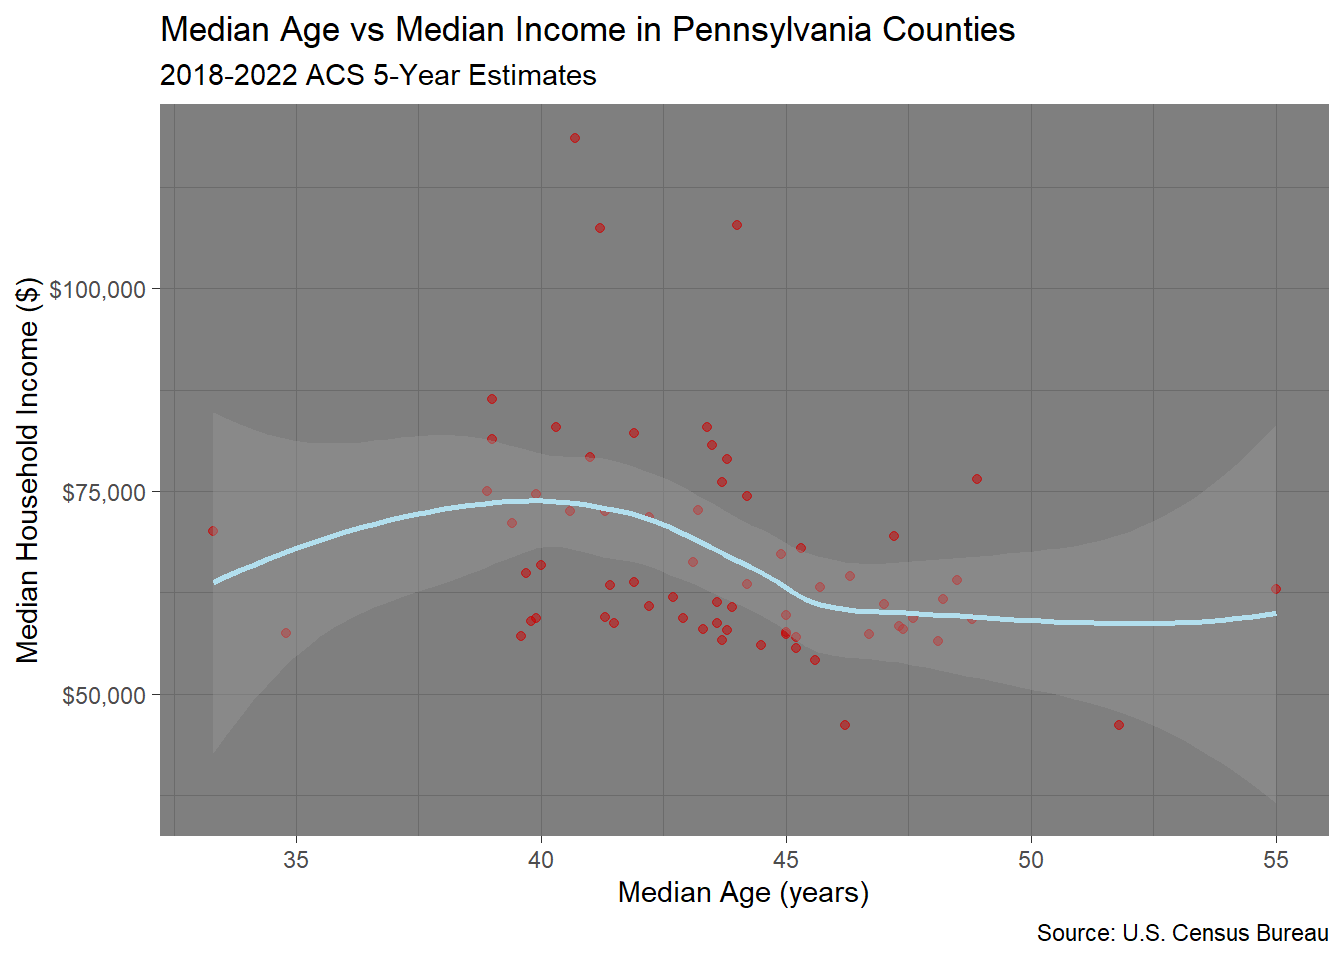 Median Age vs Median Income in Pennsylvania Counties
2018-2022 ACS 5-Year Estimates
Median Household Income ($)
$100,000
$75,000
$50,000
35 40 45 50 55
Median Age (years)
Source: U.S. Census Bureau